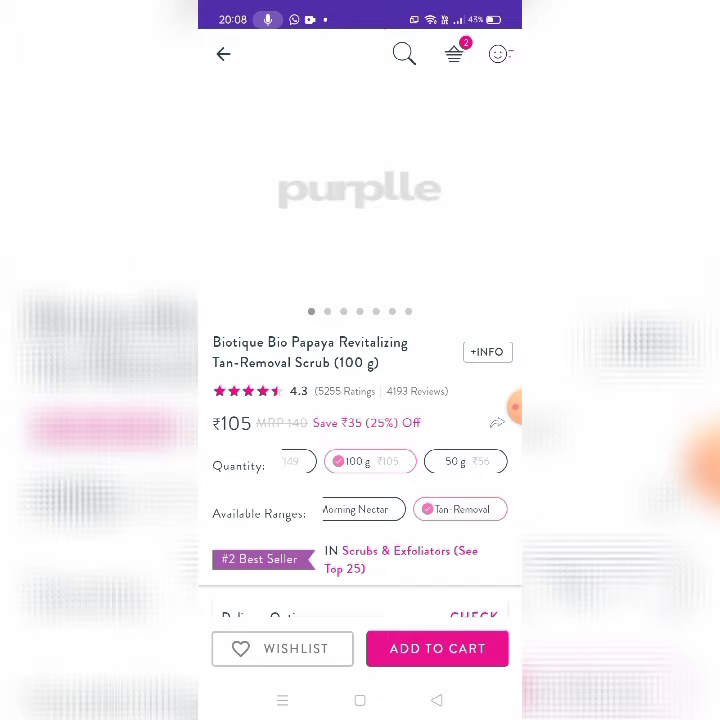 20:08
43%
2
purplle
Biotique Bio Papaya Revitalizing
Tan-Removal Scrub (100 g)
+INFO
4.3 (5255 Ratings | 4193 Reviews)
₹105 MRP 140 Save ₹35 (25%) Off
Quantity: 149 100 g ₹105 50 g ₹56
Available Ranges: Morning Nectar Tan-Removal
#2 Best Seller IN Scrubs & Exfoliators (See
Top 25)
CHECK
WISHLIST ADD TO CART